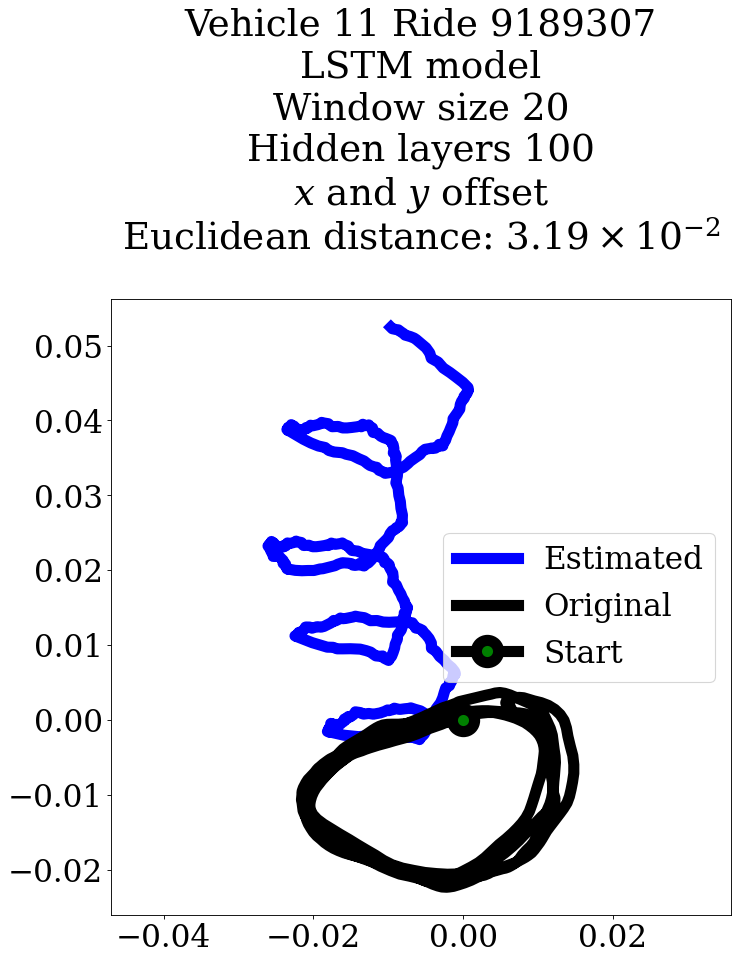 Vehicle 11 Ride 9189307
LSTM model
Window size 20
Hidden layers 100
x and y offset
Euclidean distance: 3.19 × 10⁻²
0.05
0.04
0.03
0.02
0.01
0.00
−0.01
−0.02
Estimated
Original
Start
−0.04
−0.02
0.00
0.02